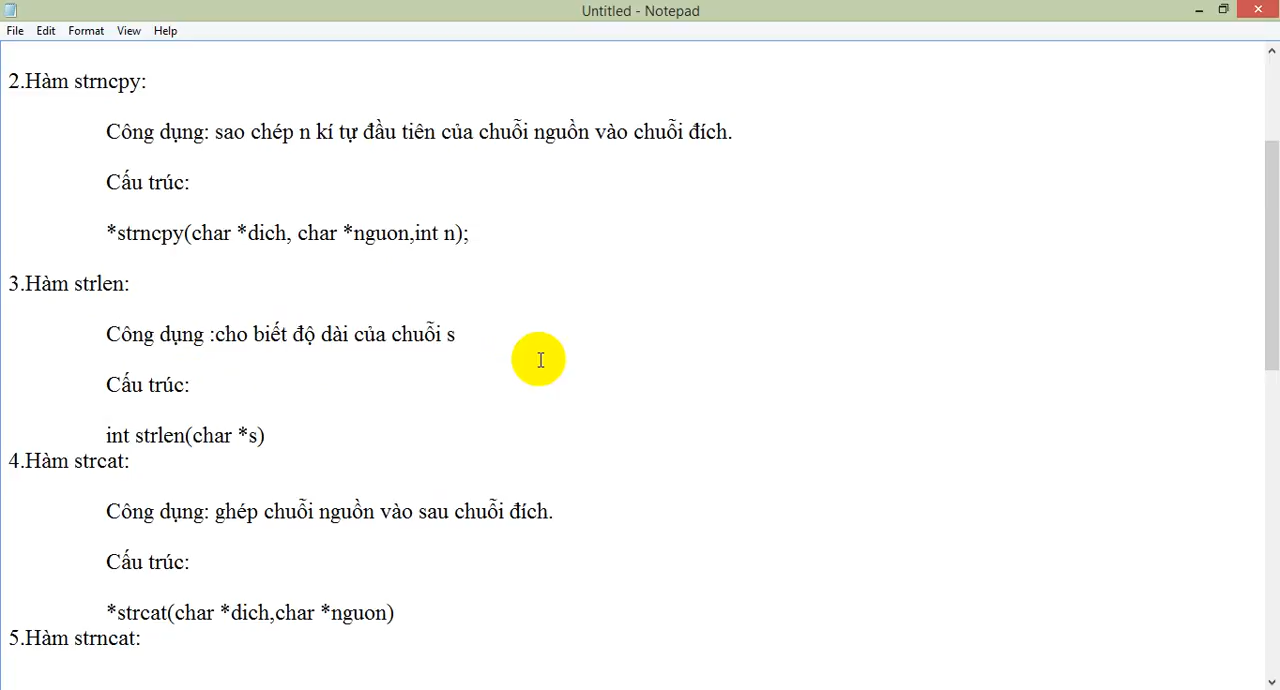 Untitled - Notepad
File Edit Format View Help
2.Hàm strncpy:
Công dụng: sao chép n kí tự đầu tiên của chuỗi nguồn vào chuỗi đích.
Cấu trúc:
*strncpy(char *dich, char *nguon,int n);
3.Hàm strlen:
Công dụng :cho biết độ dài của chuỗi s
Cấu trúc:
int strlen(char *s)
4.Hàm strcat:
Công dụng: ghép chuỗi nguồn vào sau chuỗi đích.
Cấu trúc:
*strcat(char *dich,char *nguon)
5.Hàm strncat: